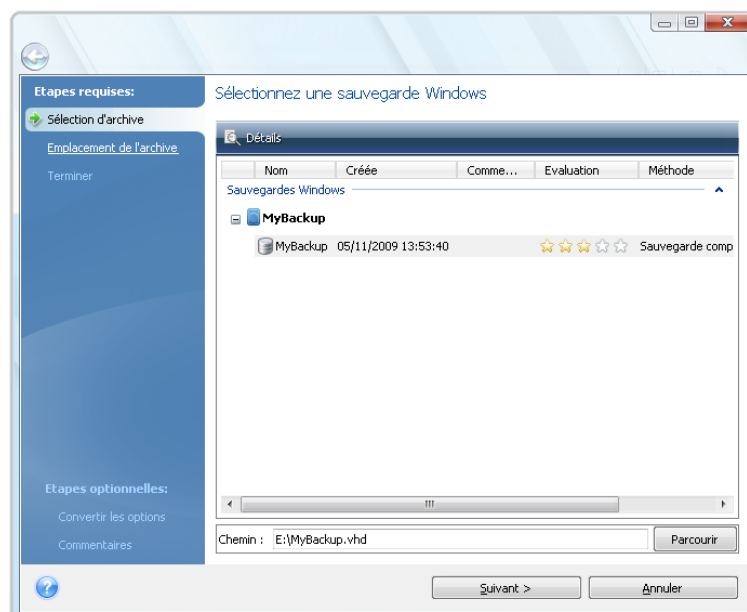 Etapes requises:
Sélection d'archive
Emplacement de l'archive
Terminer
Etapes optionnelles:
Convertir les options
Commentaires
Sélectionnez une sauvegarde Windows
Détails
Nom Créée Comme... Evaluation Méthode
Sauvegardes Windows
MyBackup
MyBackup 05/11/2009 13:53:40 Sauvegarde comp
Chemin : E:\MyBackup.vhd Parcourir
Suivant > Annuler